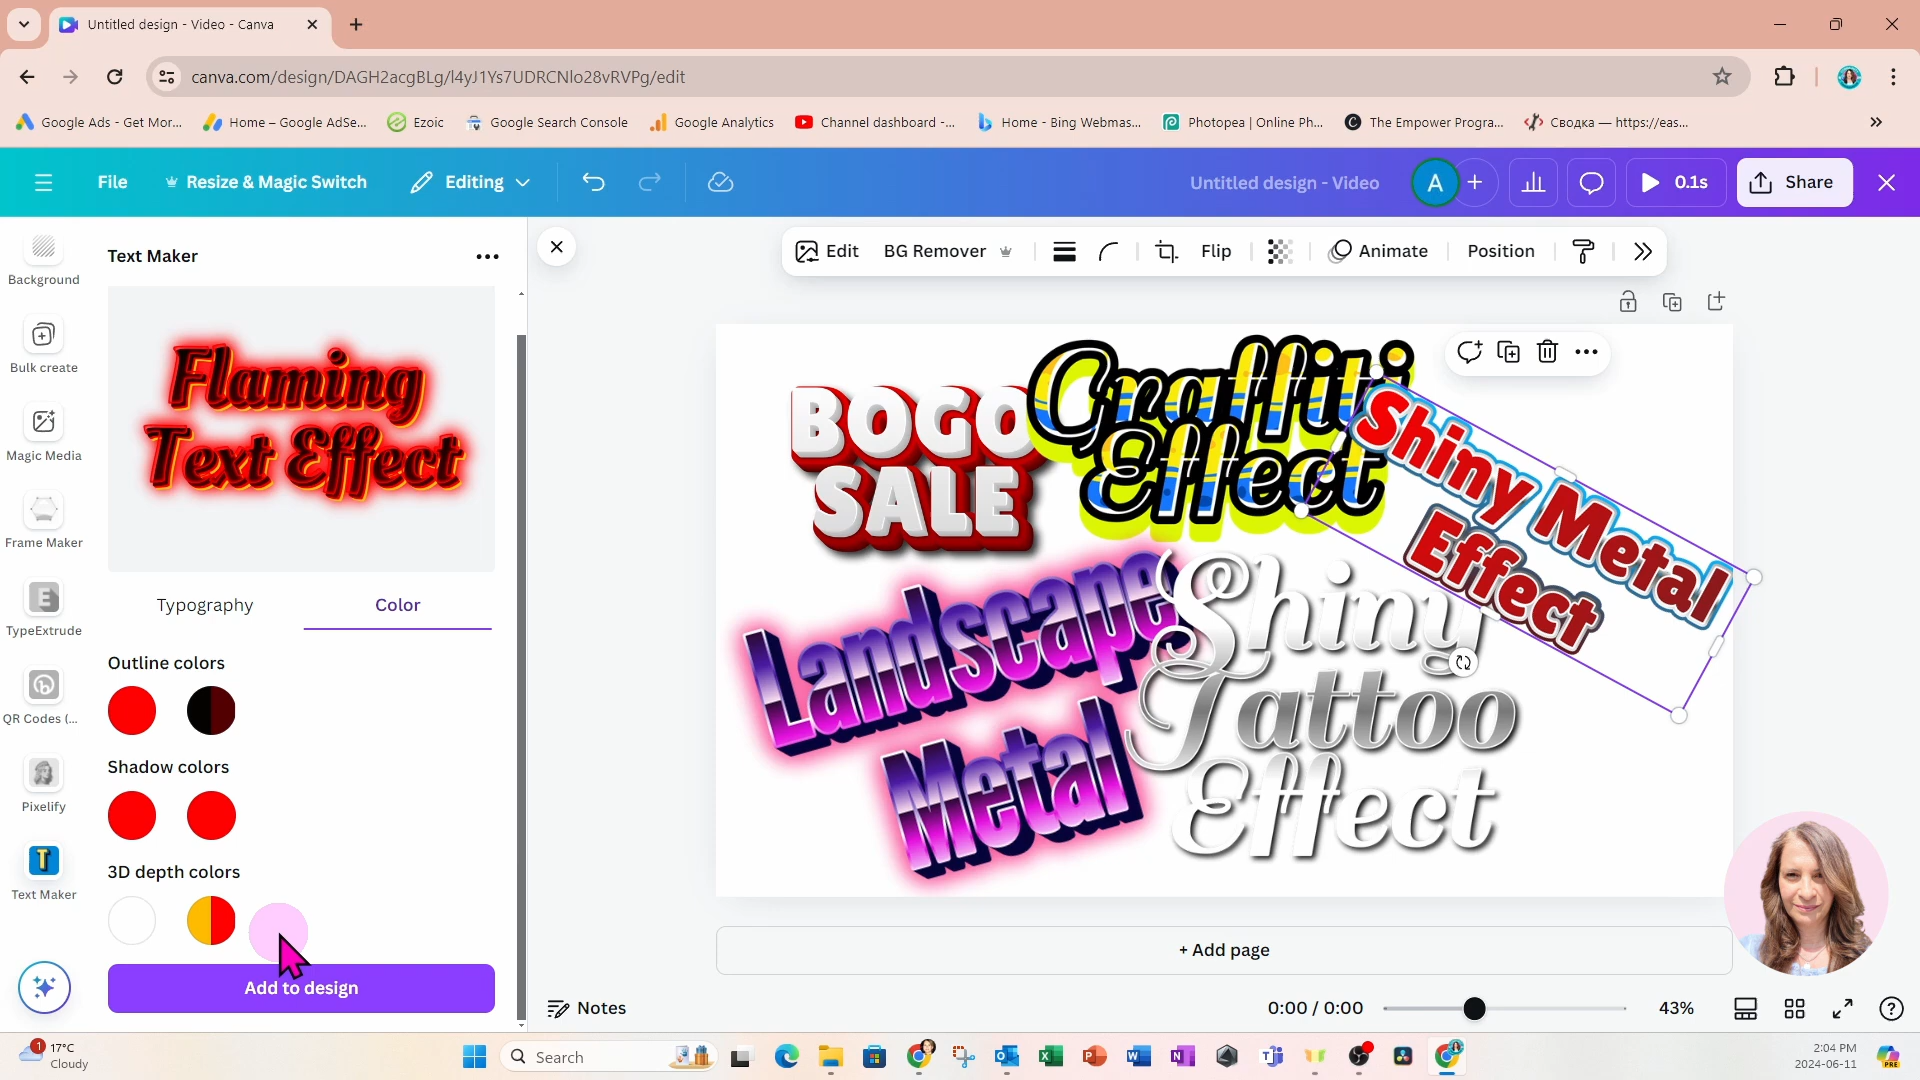 Untitled design - Video - Canva
canva.com/design/DAGH2acgBLg/l4yJ1Ys7UDRCNlo28vRVPg/edit
Google Ads - Get Mor...
Home – Google AdSe...
Ezoic
Google Search Console
Google Analytics
Channel dashboard -...
Home - Bing Webmas...
Photopea | Online Ph...
The Empower Progra...
Сводка — https://eas...
File
Resize & Magic Switch
Editing
Untitled design - Video
A
0.1s
Share
Background
Bulk create
Magic Media
Frame Maker
E
TypeExtrude
QR Codes (...
Pixelify
T
Text Maker
Text Maker
Flaming
Text Effect
Typography
Color
Outline colors
Shadow colors
3D depth colors
Add to design
Edit
BG Remover
Flip
Animate
Position
BOGO
SALE
Graffiti
Effect
Shiny Metal
Effect
Landscape
Metal
Shiny
Tattoo
Effect
+ Add page
Notes
0:00 / 0:00
43%
1
17°C
Cloudy
Search
2:04 PM
2024-06-11
PRE